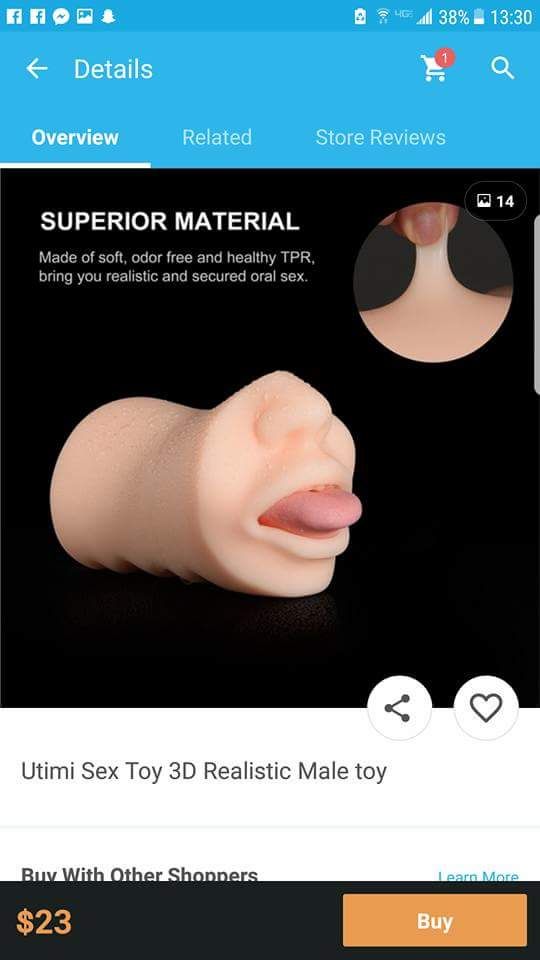 4G
38%
13:30
Details
1
Overview
Related
Store Reviews
14
SUPERIOR MATERIAL
Made of soft, odor free and healthy TPR,
bring you realistic and secured oral sex.
Utimi Sex Toy 3D Realistic Male toy
Buy With Other Shoppers
Learn More
$23
Buy